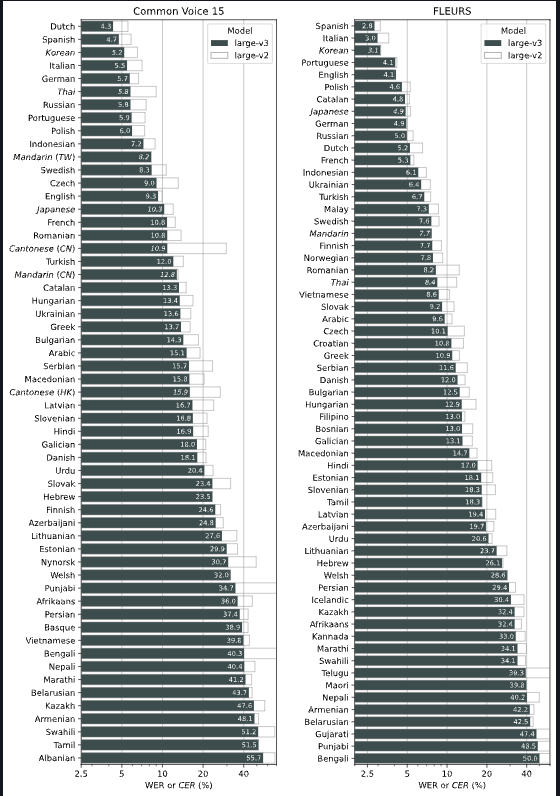 Common Voice 15
Model
large-v3
large-v2
Dutch 4.3
Spanish 4.7
Korean 5.2
Italian 5.5
German 5.7
Thai 5.8
Russian 5.8
Portuguese 5.9
Polish 6.0
Indonesian 7.2
Mandarin (TW) 8.2
Swedish 8.3
Czech 9.0
English 9.3
Japanese 10.3
French 10.8
Romanian 10.8
Cantonese (CN) 10.9
Turkish 12.0
Mandarin (CN) 12.8
Catalan 13.3
Hungarian 13.4
Ukrainian 13.6
Greek 13.7
Bulgarian 14.3
Arabic 15.1
Serbian 15.7
Macedonian 15.8
Cantonese (HK) 15.9
Latvian 16.7
Slovenian 16.8
Hindi 16.9
Galician 18.0
Danish 18.1
Urdu 20.4
Slovak 23.4
Hebrew 23.5
Finnish 24.6
Azerbaijani 24.8
Lithuanian 27.6
Estonian 29.9
Nynorsk 30.7
Welsh 32.0
Punjabi 34.7
Afrikaans 36.0
Persian 37.4
Basque 38.9
Vietnamese 39.6
Bengali 40.3
Nepali 40.4
Marathi 41.2
Belarusian 43.7
Kazakh 47.6
Armenian 48.1
Swahili 51.2
Tamil 51.5
Albanian 55.7
2.5 5 10 20 40
WER or CER (%)
FLEURS
Model
large-v3
large-v2
Spanish 2.8
Italian 3.0
Korean 3.1
Portuguese 4.1
English 4.1
Polish 4.6
Catalan 4.8
Japanese 4.9
German 4.9
Russian 5.0
Dutch 5.2
French 5.3
Indonesian 6.1
Ukrainian 6.4
Turkish 6.7
Malay 7.3
Swedish 7.6
Mandarin 7.7
Finnish 7.7
Norwegian 7.8
Romanian 8.2
Thai 8.4
Vietnamese 8.6
Slovak 9.2
Arabic 9.6
Czech 10.1
Croatian 10.8
Greek 10.9
Serbian 11.6
Danish 12.0
Bulgarian 12.5
Hungarian 12.9
Filipino 13.0
Bosnian 13.0
Galician 13.1
Macedonian 14.7
Hindi 17.0
Estonian 18.1
Slovenian 18.3
Tamil 18.3
Latvian 19.4
Azerbaijani 19.7
Urdu 20.6
Lithuanian 23.7
Hebrew 26.1
Welsh 28.6
Persian 29.4
Icelandic 30.4
Kazakh 32.4
Afrikaans 32.4
Kannada 33.0
Marathi 34.1
Swahili 34.1
Telugu 39.3
Maori 39.8
Nepali 40.2
Armenian 42.2
Belarusian 42.5
Gujarati 47.4
Punjabi 48.5
Bengali 50.0
2.5 5 10 20 40
WER or CER (%)